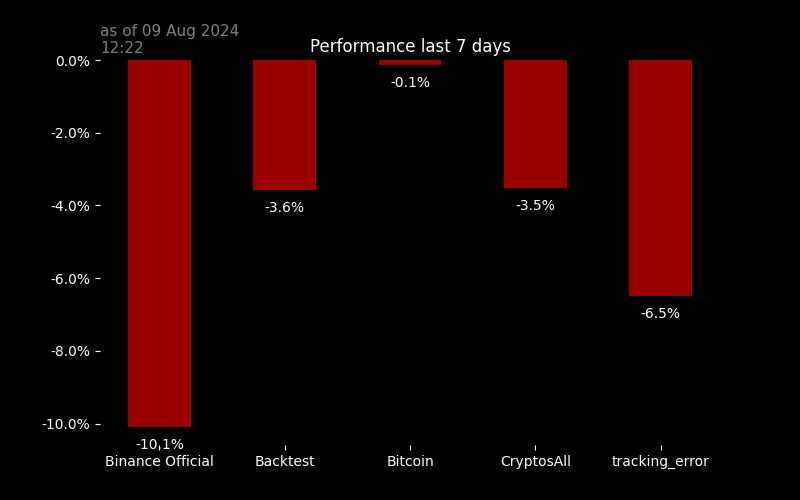 as of 09 Aug 2024
12:22
Performance last 7 days
0.0%
-2.0%
-4.0%
-6.0%
-8.0%
-10.0%
-10.1%
-3.6%
-0.1%
-3.5%
-6.5%
Binance Official
Backtest
Bitcoin
CryptosAll
tracking_error